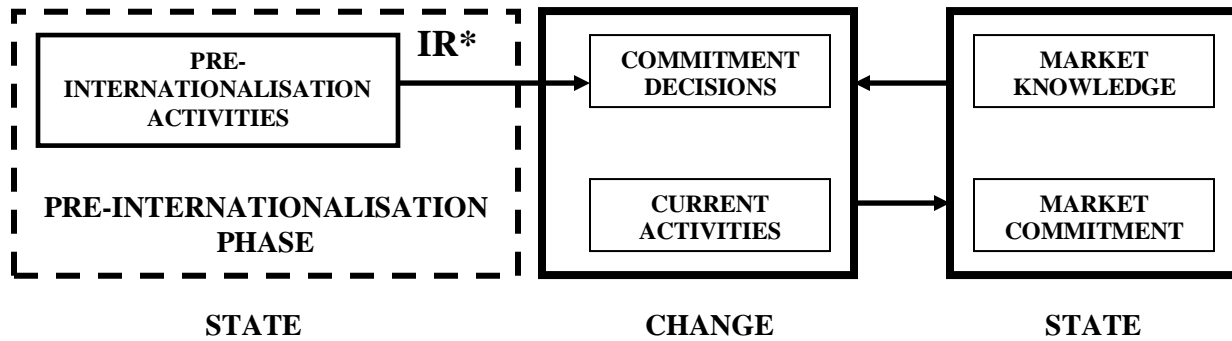 PRE-
INTERNATIONALISATION
ACTIVITIES
IR*
PRE-INTERNATIONALISATION
PHASE
STATE
COMMITMENT
DECISIONS
CURRENT
ACTIVITIES
CHANGE
MARKET
KNOWLEDGE
MARKET
COMMITMENT
STATE